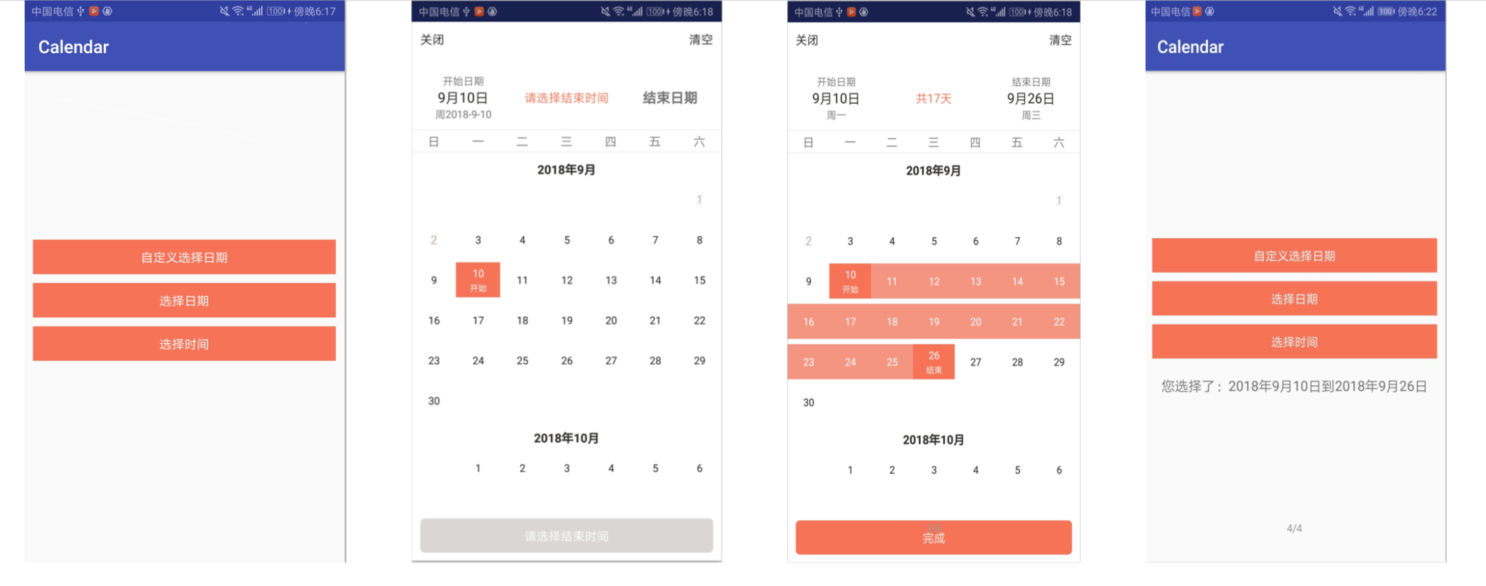 中国电信 傍晚6:17
Calendar
自定义选择日期
选择日期
选择时间
中国电信 100 傍晚6:18
关闭 清空
开始日期
9月10日 请选择结束时间 结束日期
周2018-9-10
日 一 二 三 四 五 六
2018年9月
1
2 3 4 5 6 7 8
9 10 11 12 13 14 15
开始
16 17 18 19 20 21 22
23 24 25 26 27 28 29
30
2018年10月
1 2 3 4 5 6
请选择结束时间
中国电信 100 傍晚6:18
关闭 清空
开始日期 结束日期
9月10日 共17天 9月26日
周一 周三
日 一 二 三 四 五 六
2018年9月
1
2 3 4 5 6 7 8
9 10 11 12 13 14 15
开始
16 17 18 19 20 21 22
23 24 25 26 27 28 29
结束
30
2018年10月
1 2 3 4 5 6
完成
中国电信 100 傍晚6:22
Calendar
自定义选择日期
选择日期
选择时间
您选择了：2018年9月10日到2018年9月26日
4/4